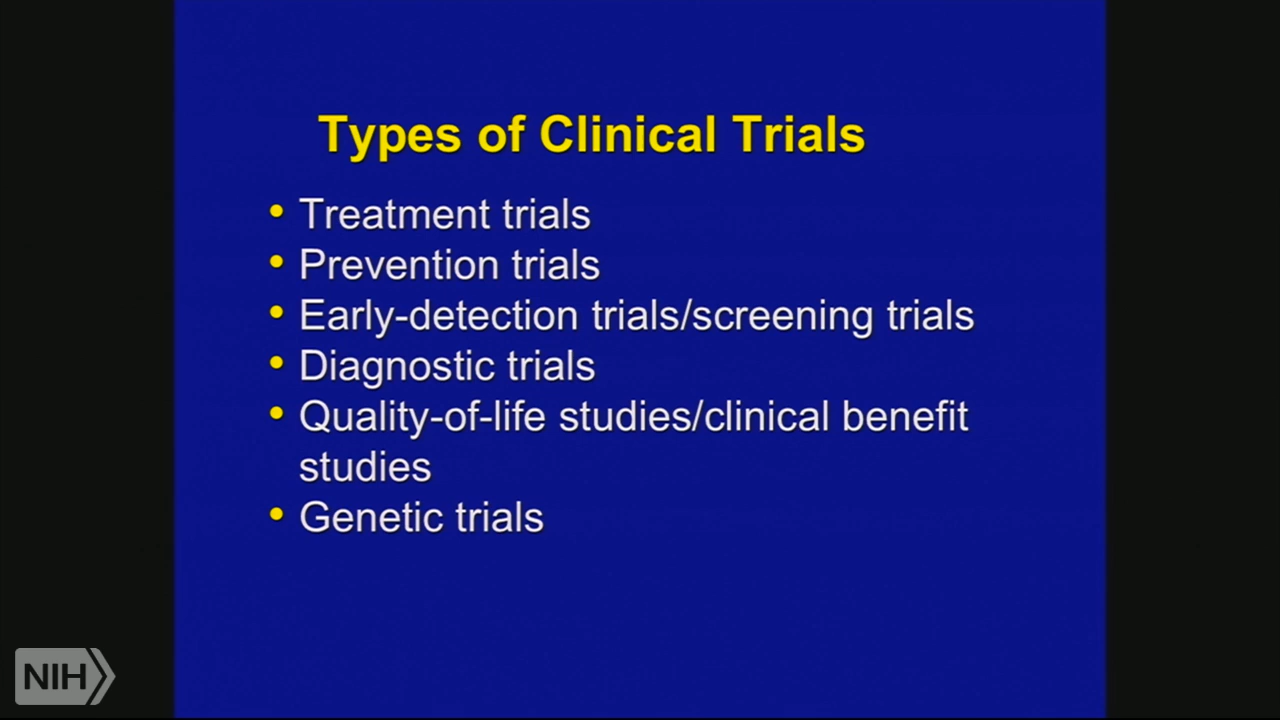 Types of Clinical Trials
• Treatment trials
• Prevention trials
• Early-detection trials/screening trials
• Diagnostic trials
• Quality-of-life studies/clinical benefit
studies
• Genetic trials
NIH